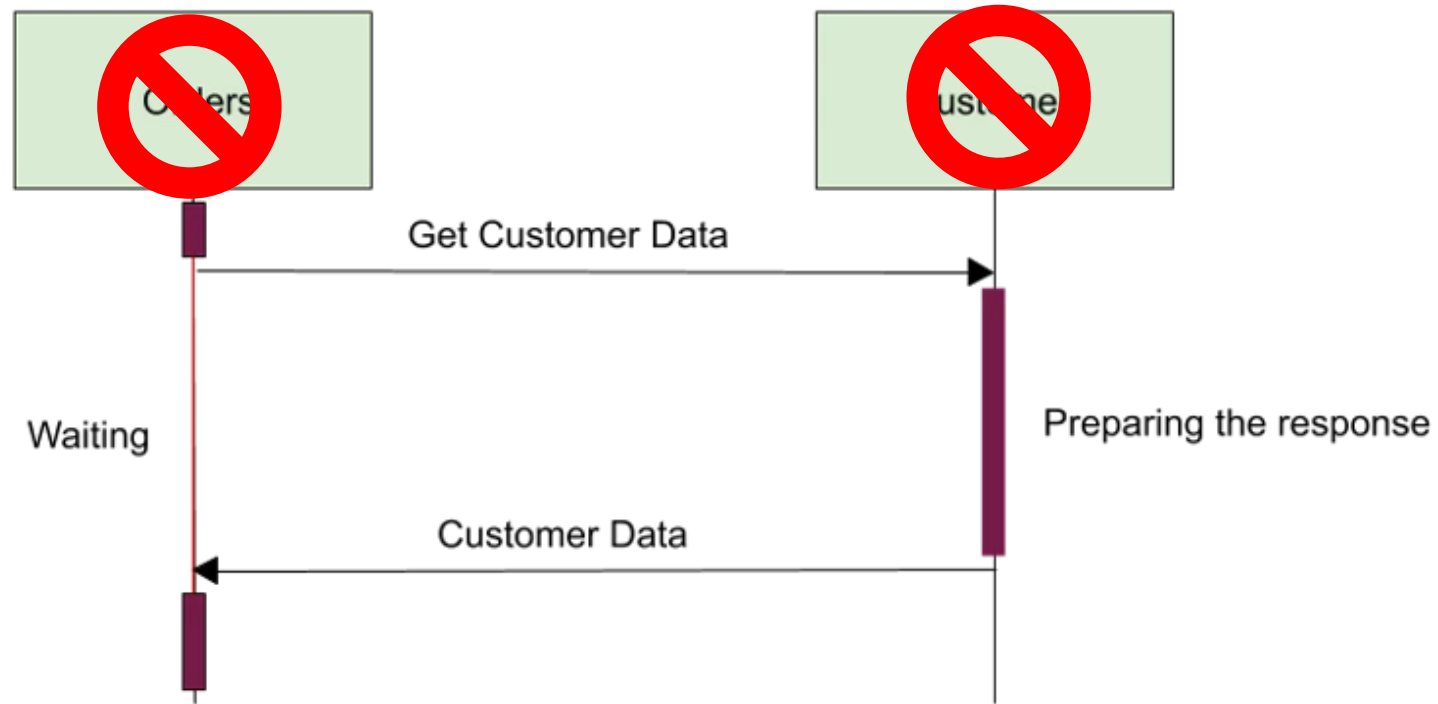 Get Customer Data
Waiting
Preparing the response
Customer Data